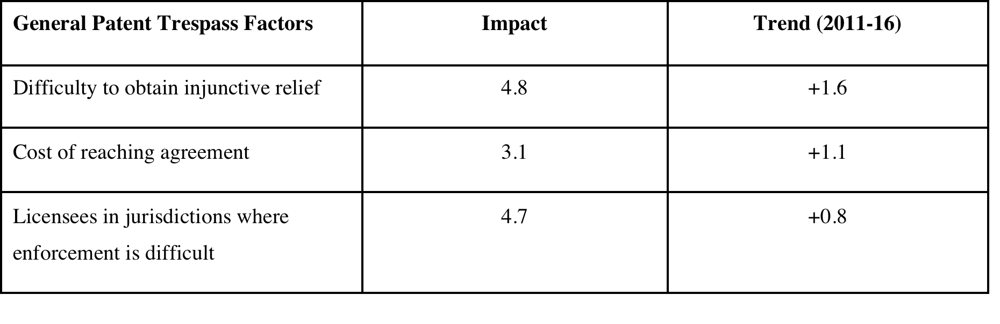 General Patent Trespass Factors Impact Trend (2011-16)
Difficulty to obtain injunctive relief 4.8 +1.6
Cost of reaching agreement 3.1 +1.1
Licensees in jurisdictions where 4.7 +0.8
enforcement is difficult